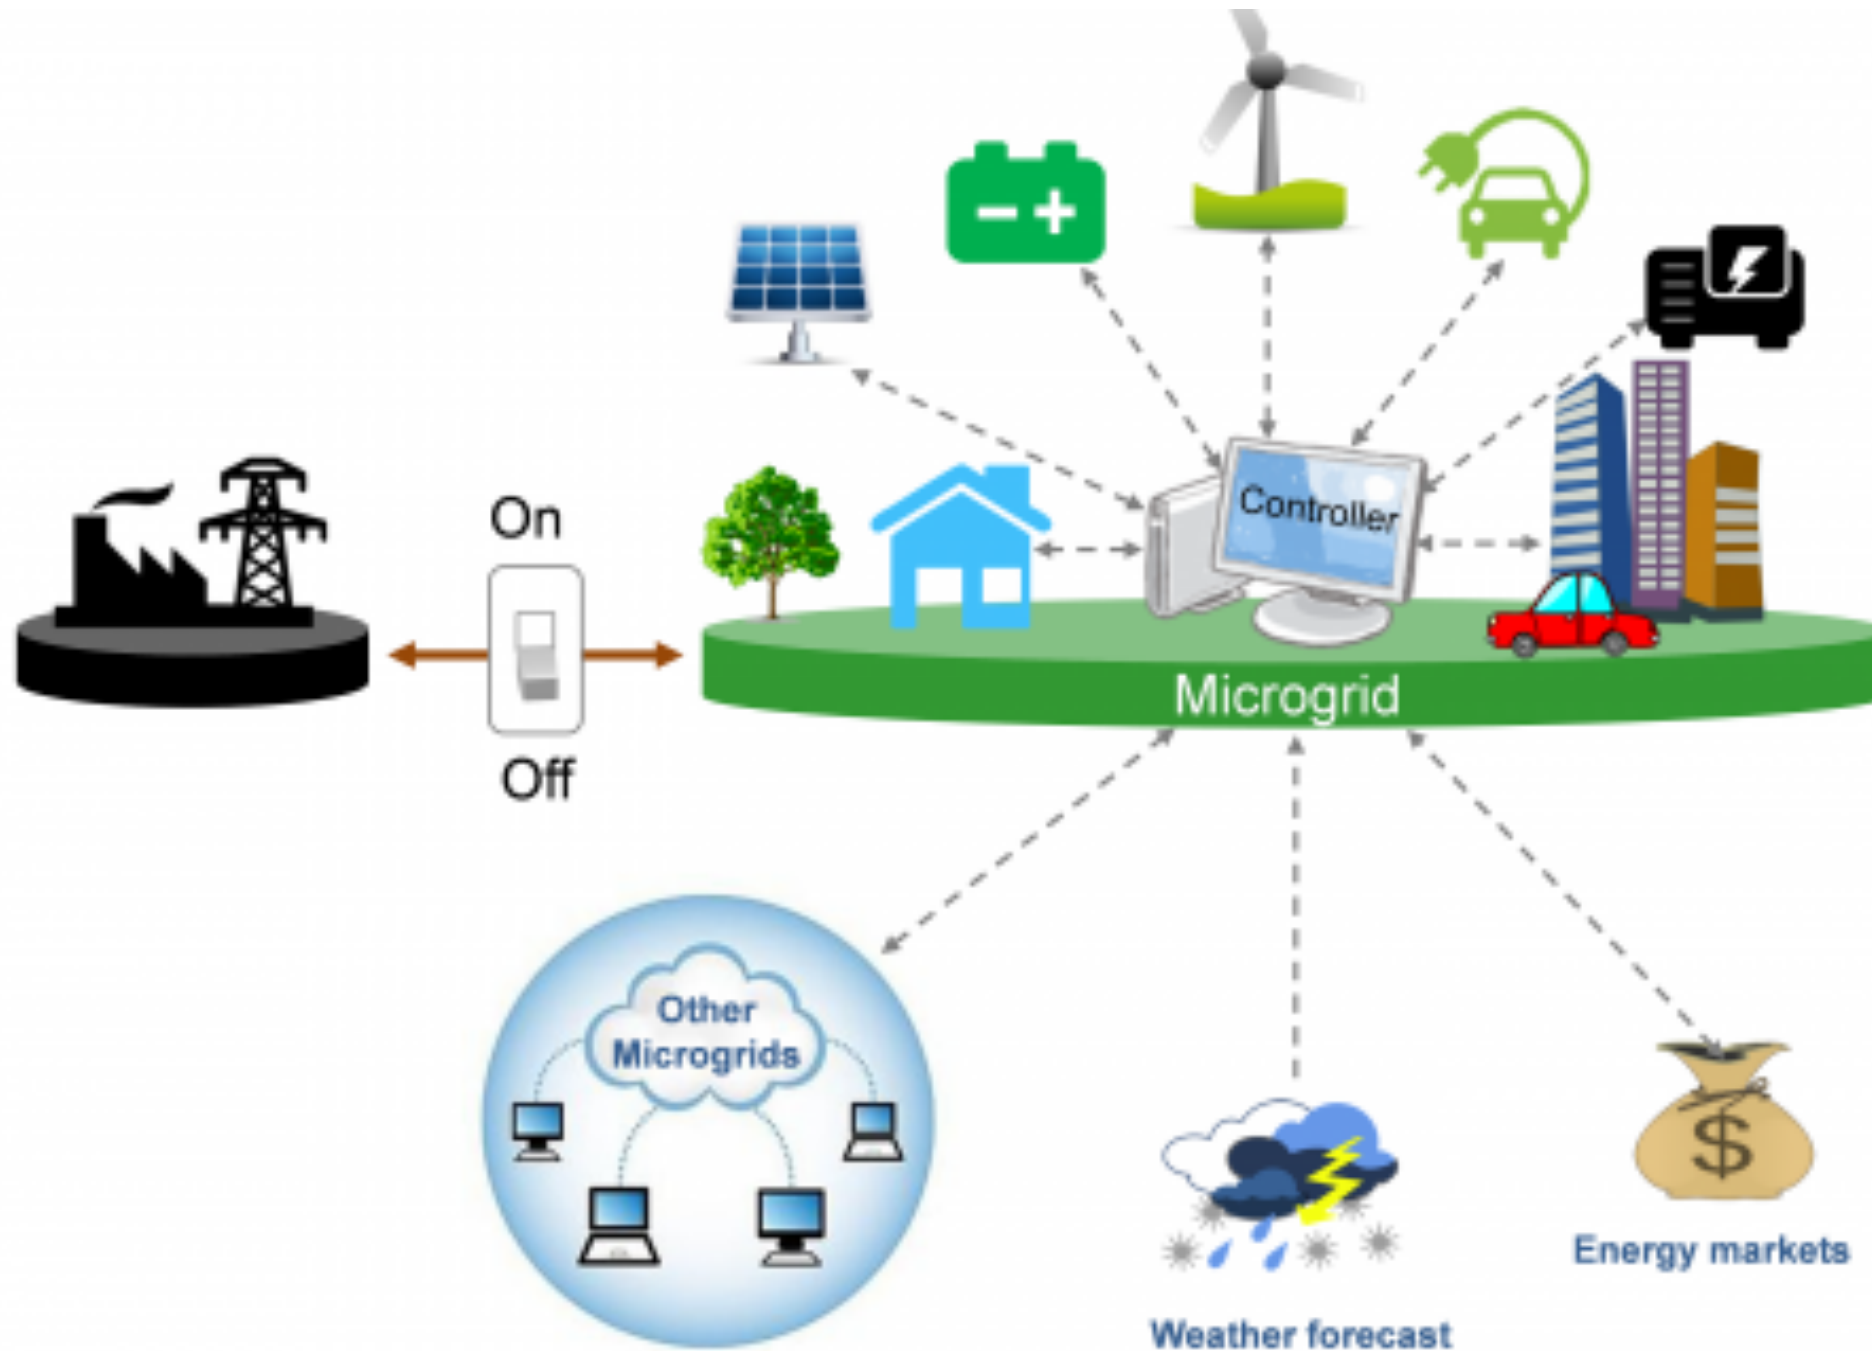 On
Off
Controller
Microgrid
Other
Microgrids
$
Energy markets
Weather forecast